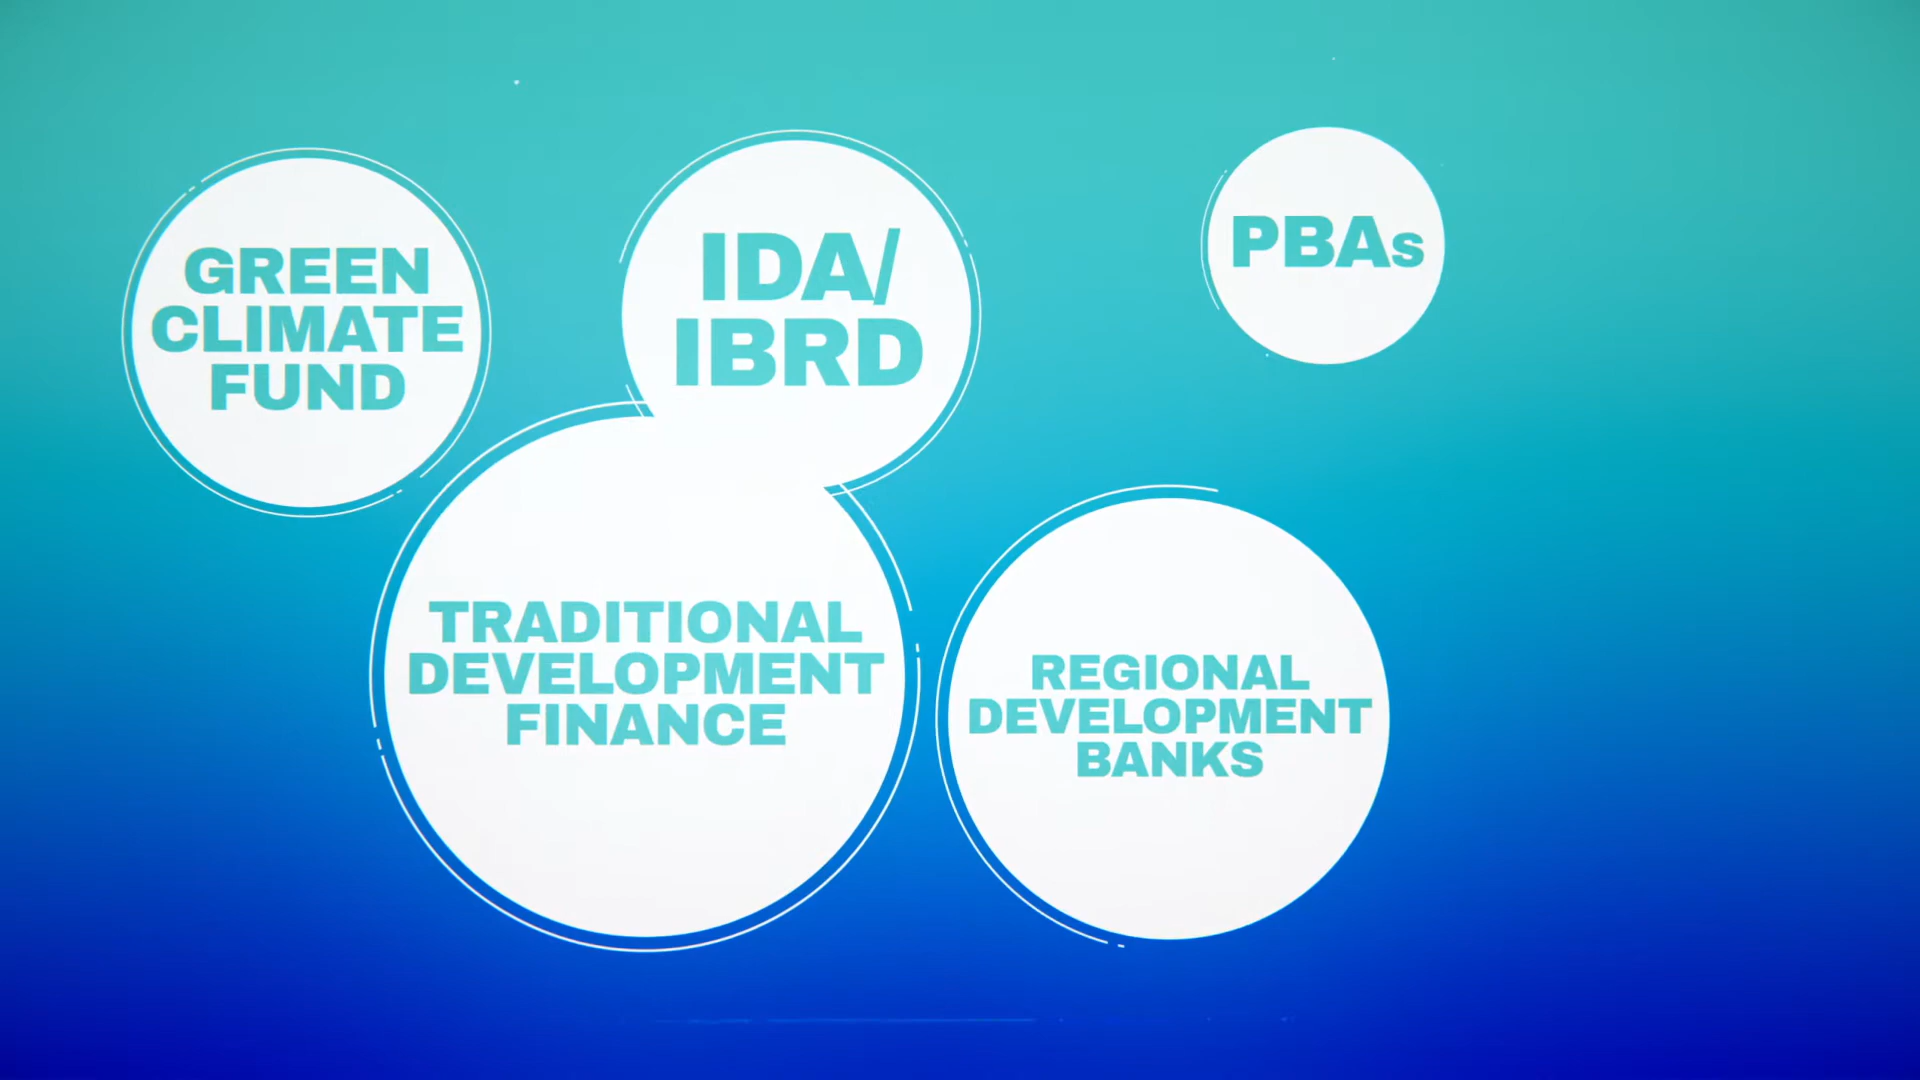 GREEN
CLIMATE
FUND
IDA/
IBRD
PBAs
TRADITIONAL
DEVELOPMENT
FINANCE
REGIONAL
DEVELOPMENT
BANKS